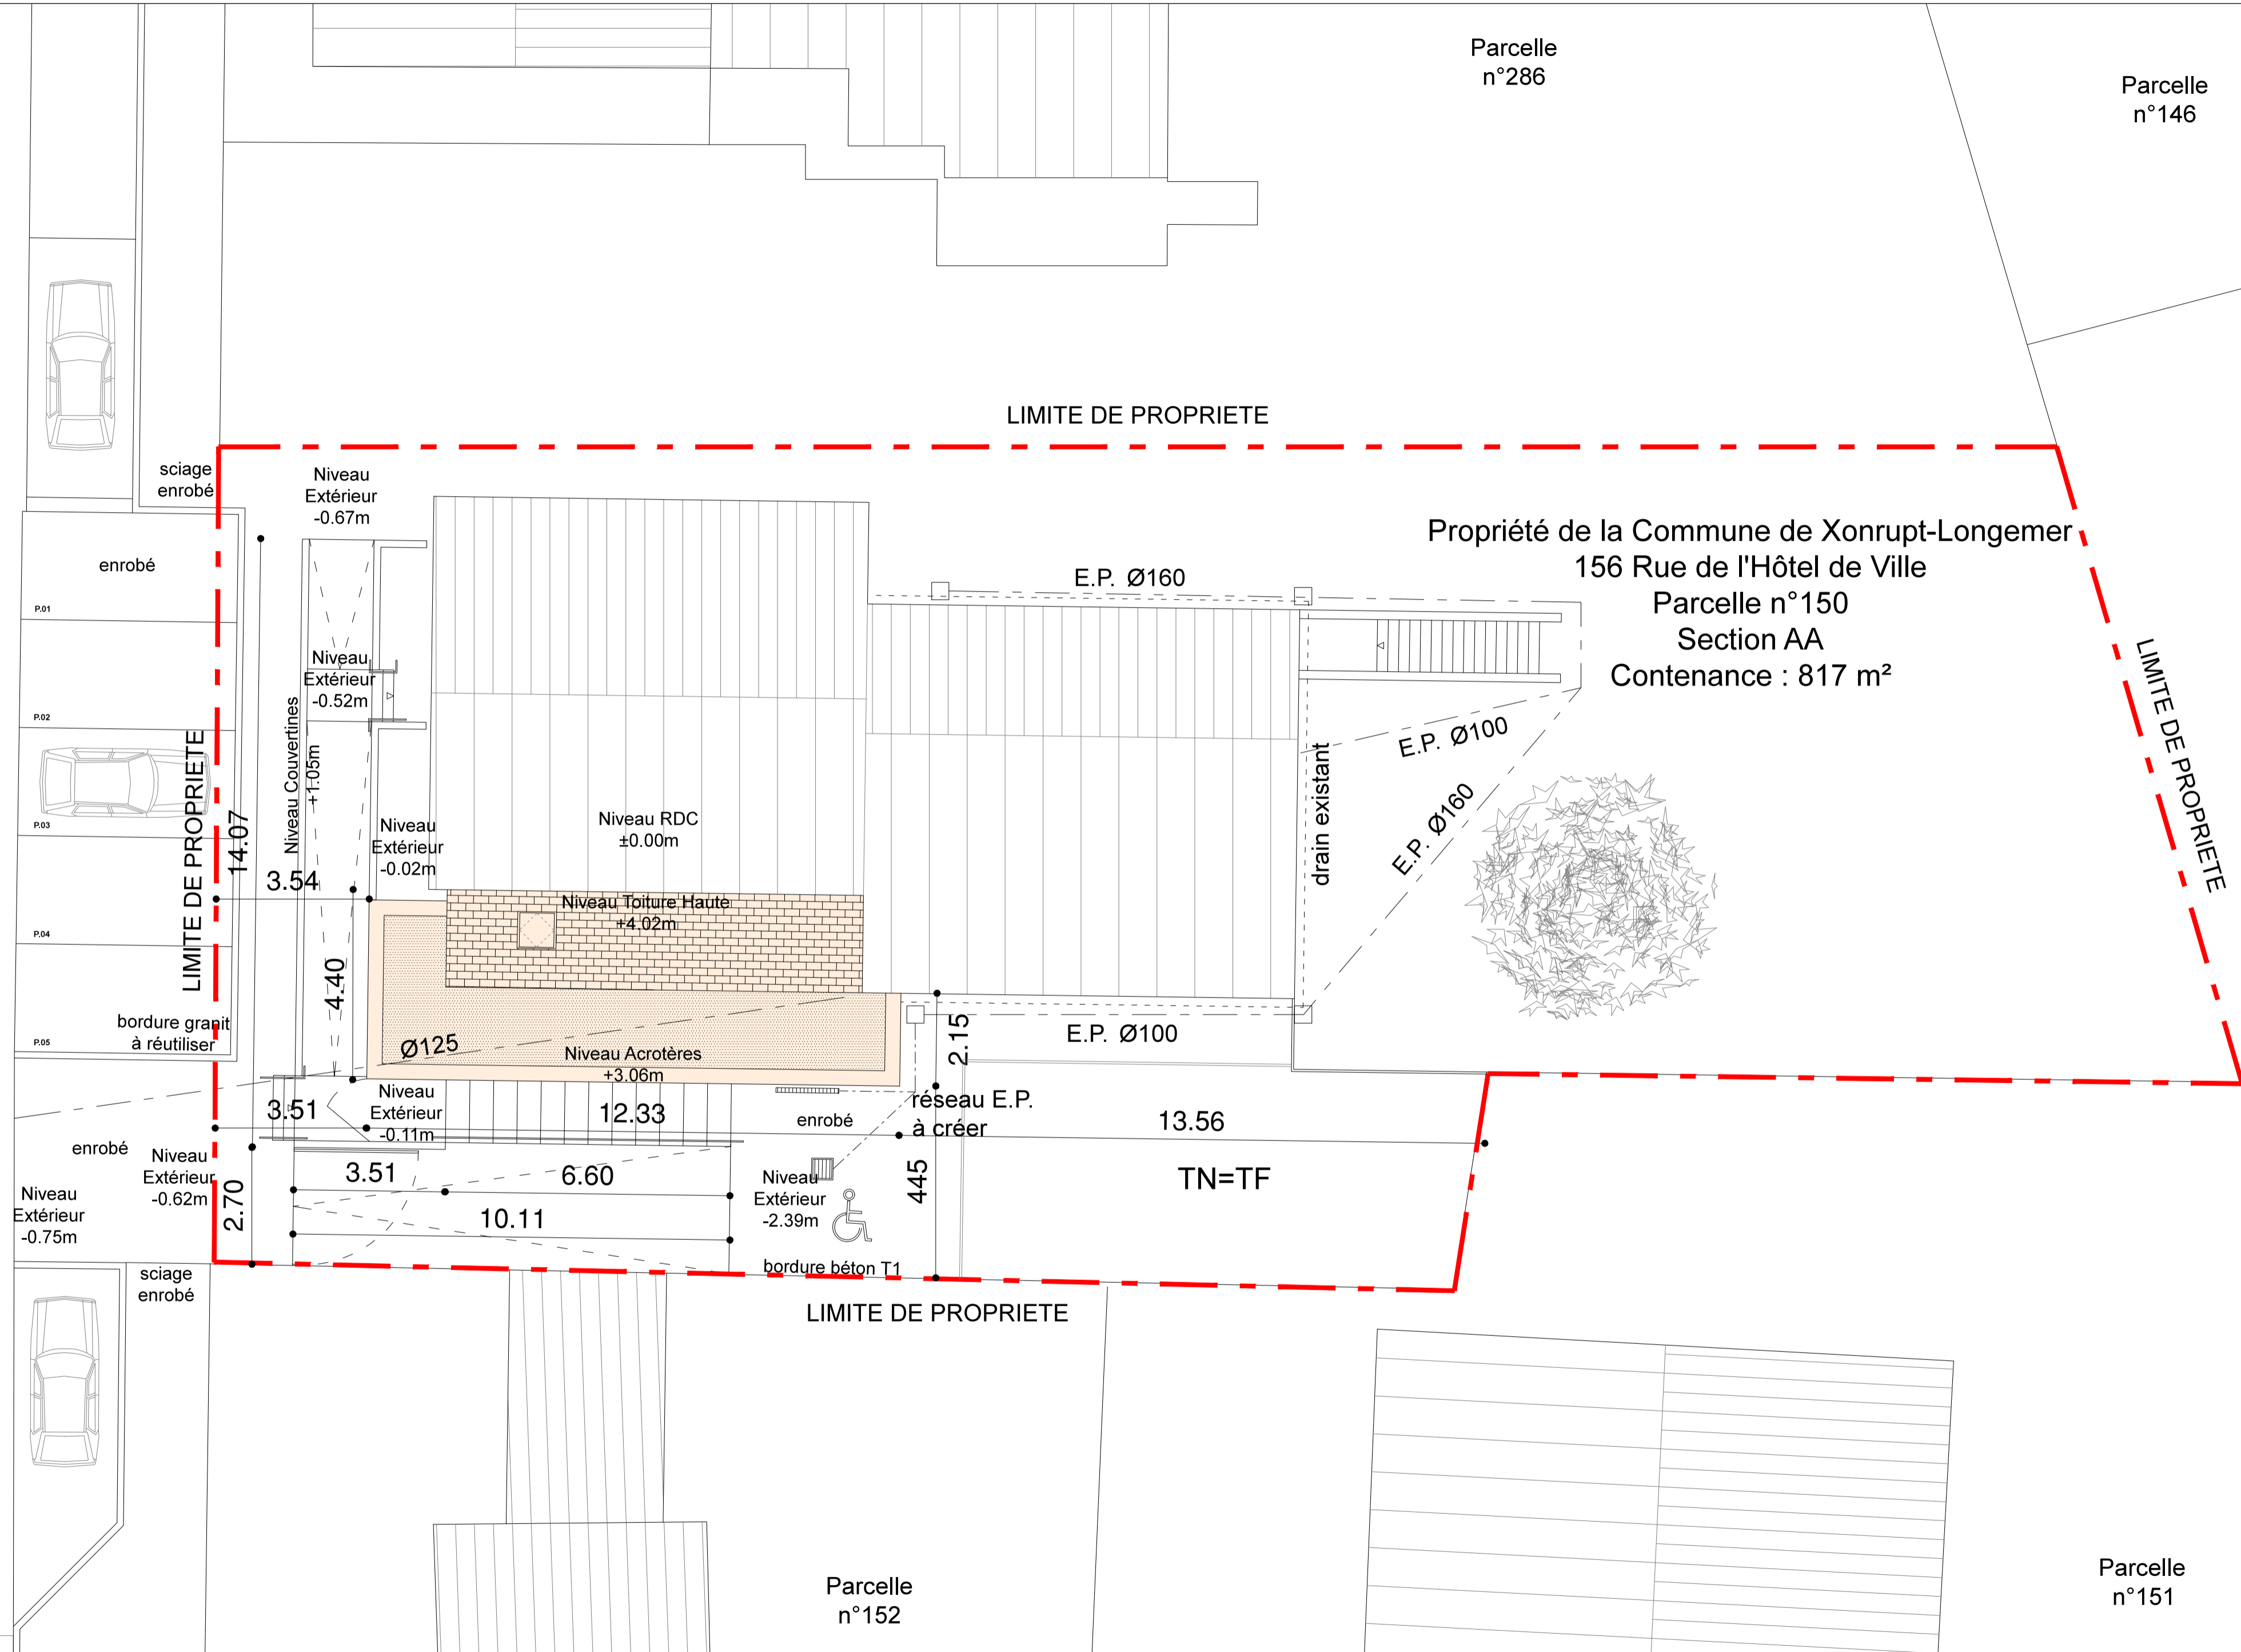 Parcelle
n°286
Parcelle
n°146
LIMITE DE PROPRIETE
sciage
enrobé
Niveau
Extérieur
-0.67m
Propriété de la Commune de Xonrupt-Longemer
156 Rue de l'Hôtel de Ville
Parcelle n°150
Section AA
Contenance : 817 m²
enrobé
E.P. Ø160
P.01
Niveau
Extérieur
-0.52m
LIMITE DE PROPRIETE
P.02
Niveau Couvertines
+1.05m
E.P. Ø100
drain existant
E.P. Ø160
LIMITE DE PROPRIETE
14.07
P.03
Niveau
Extérieur
-0.02m
Niveau RDC
±0.00m
3.54
Niveau Toiture Haute
+4.02m
P.04
4.40
bordure granit
à réutiliser
P.05
Ø125
Niveau Acrotères
+3.06m
2.15
E.P. Ø100
3.51
Niveau
Extérieur
-0.11m
12.33
enrobé
réseau E.P.
à créer
13.56
enrobé
Niveau
Extérieur
-0.62m
Niveau
Extérieur
-0.75m
2.70
3.51
6.60
10.11
Niveau
Extérieur
-2.39m
445
TN=TF
sciage
enrobé
bordure béton T1
LIMITE DE PROPRIETE
Parcelle
n°152
Parcelle
n°151